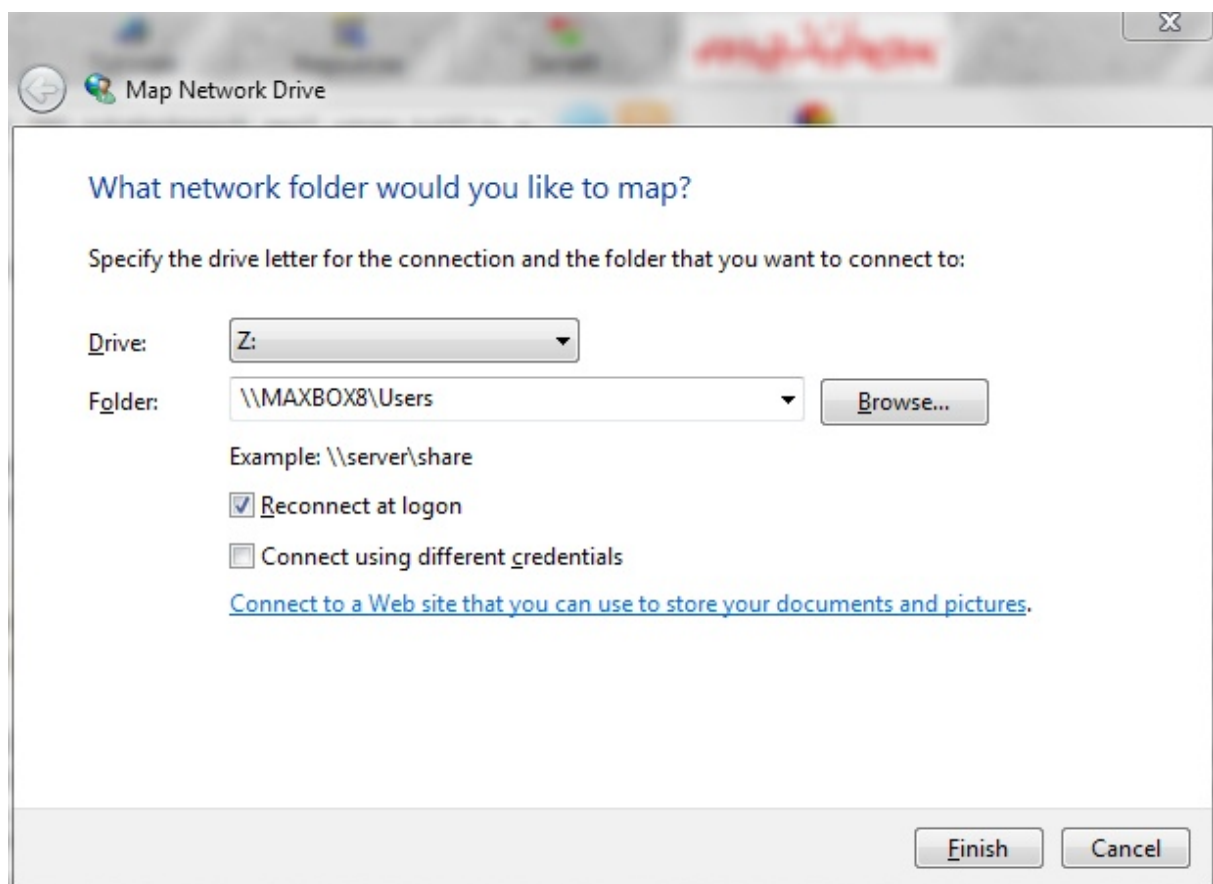 Map Network Drive
What network folder would you like to map?
Specify the drive letter for the connection and the folder that you want to connect to:
Drive: Z:
Folder: \\MAXBOX8\Users Browse...
Example: \\server\share
Reconnect at logon
Connect using different credentials
Connect to a Web site that you can use to store your documents and pictures.
Finish Cancel